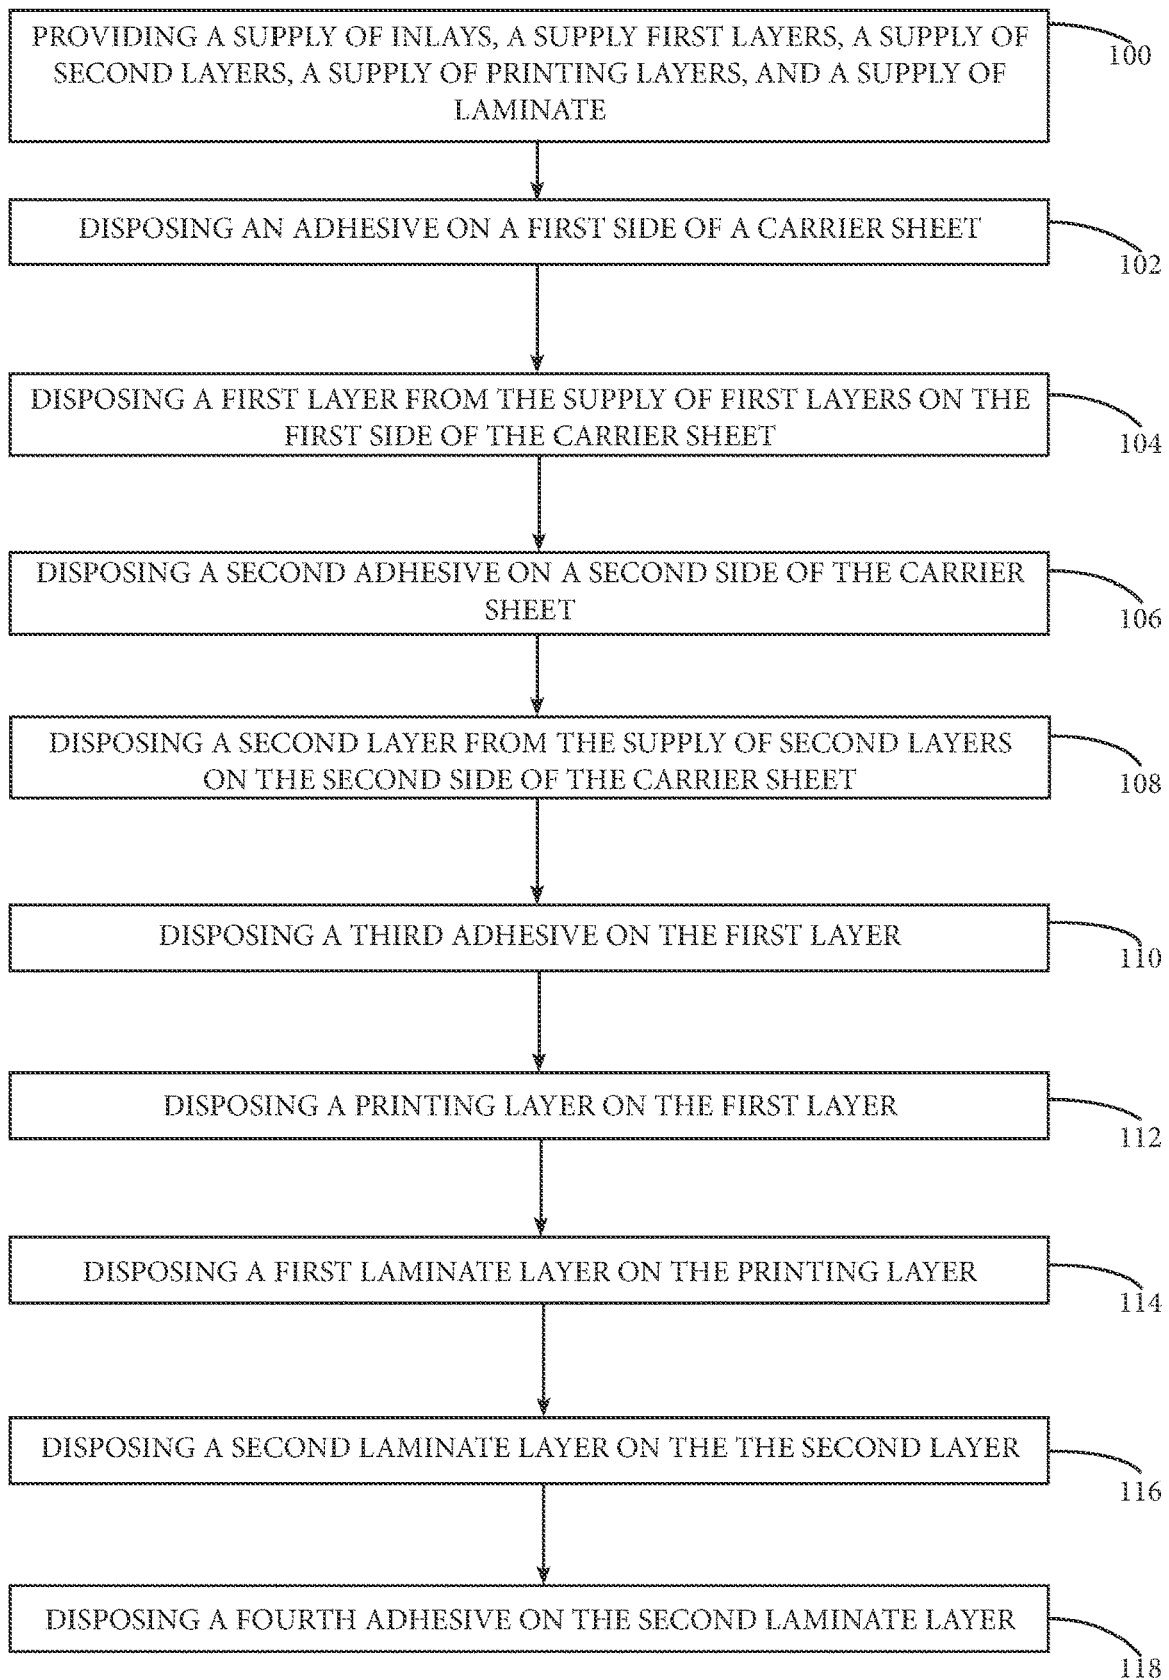 PROVIDING A SUPPLY OF INLAYS, A SUPPLY FIRST LAYERS, A SUPPLY OF
SECOND LAYERS, A SUPPLY OF PRINTING LAYERS, AND A SUPPLY OF
LAMINATE
100
DISPOSING AN ADHESIVE ON A FIRST SIDE OF A CARRIER SHEET
102
DISPOSING A FIRST LAYER FROM THE SUPPLY OF FIRST LAYERS ON THE
FIRST SIDE OF THE CARRIER SHEET
104
DISPOSING A SECOND ADHESIVE ON A SECOND SIDE OF THE CARRIER
SHEET
106
DISPOSING A SECOND LAYER FROM THE SUPPLY OF SECOND LAYERS
ON THE SECOND SIDE OF THE CARRIER SHEET
108
DISPOSING A THIRD ADHESIVE ON THE FIRST LAYER
110
DISPOSING A PRINTING LAYER ON THE FIRST LAYER
112
DISPOSING A FIRST LAMINATE LAYER ON THE PRINTING LAYER
114
DISPOSING A SECOND LAMINATE LAYER ON THE THE SECOND LAYER
116
DISPOSING A FOURTH ADHESIVE ON THE SECOND LAMINATE LAYER
118